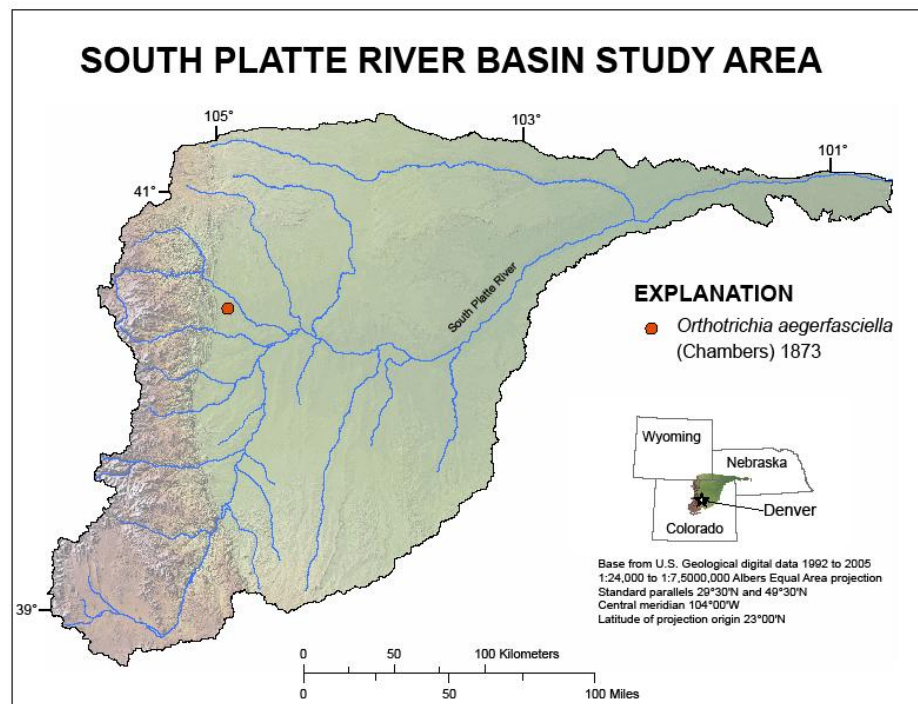 SOUTH PLATTE RIVER BASIN STUDY AREA
105°
103°
101°
41°
South Platte River
EXPLANATION
Orthotrichia aegerfasciella
(Chambers) 1873
Wyoming
Nebraska
Denver
Colorado
Base from U.S. Geological digital data 1992 to 2005
1:24,000 to 1:7,5000,000 Albers Equal Area projection
Standard parallels 29°30'N and 49°30'N
Central meridian 104°00'W
Latitude of projection origin 23°00'N
39°
0 50 100 Kilometers
0 50 100 Miles